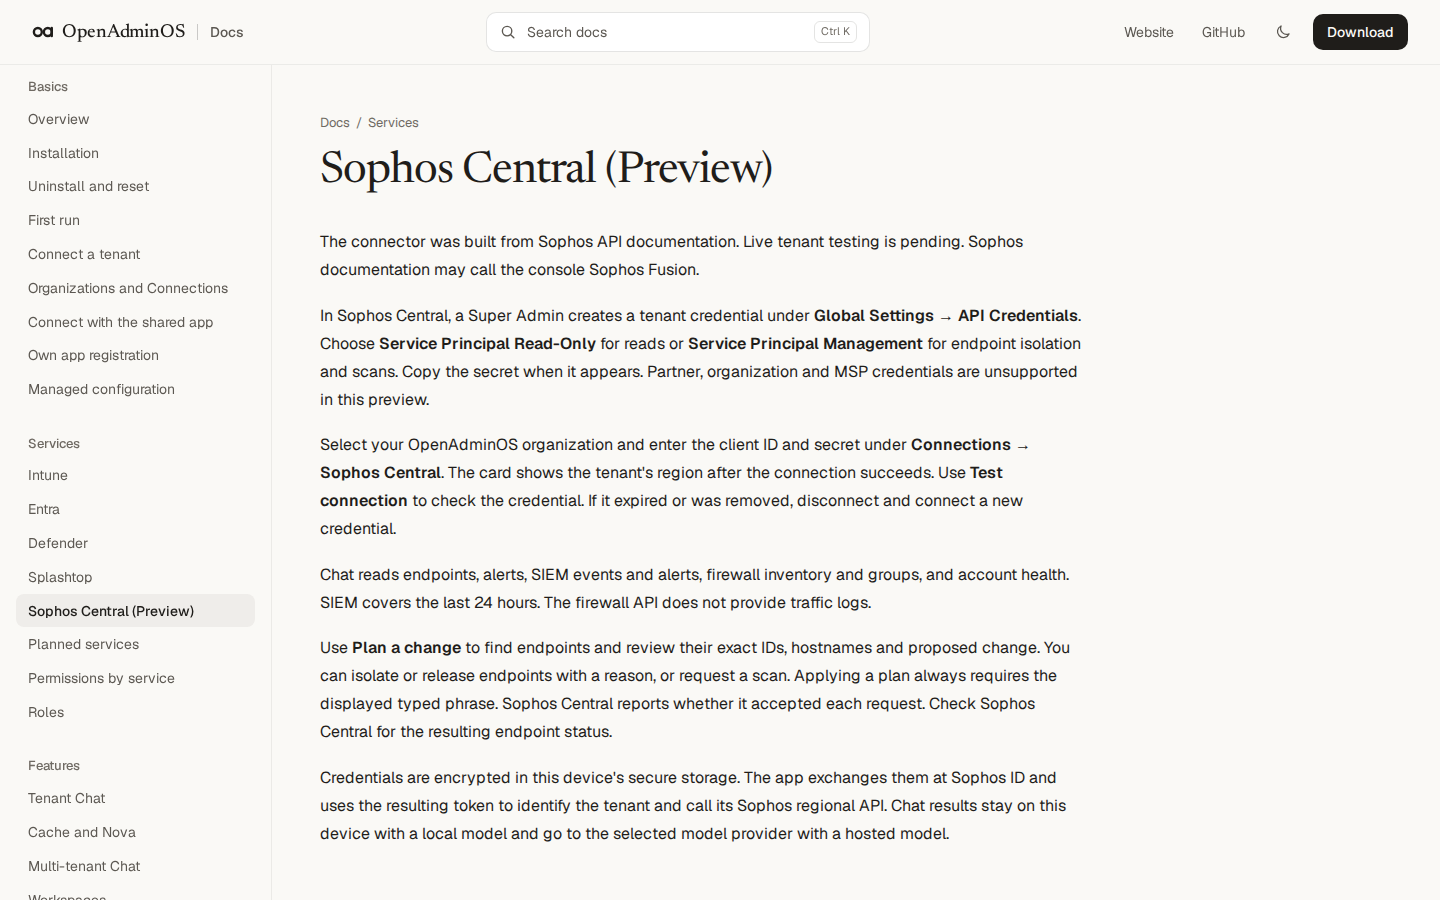 OpenAdminOS
Docs
Search docs
Ctrl K
Website
GitHub
Download
Basics
Overview
Installation
Uninstall and reset
First run
Connect a tenant
Organizations and Connections
Connect with the shared app
Own app registration
Managed configuration
Services
Intune
Entra
Defender
Splashtop
Sophos Central (Preview)
Planned services
Permissions by service
Roles
Features
Tenant Chat
Cache and Nova
Multi-tenant Chat
Workspaces
Docs / Services
Sophos Central (Preview)
The connector was built from Sophos API documentation. Live tenant testing is pending. Sophos
documentation may call the console Sophos Fusion.
In Sophos Central, a Super Admin creates a tenant credential under Global Settings → API Credentials.
Choose Service Principal Read-Only for reads or Service Principal Management for endpoint isolation
and scans. Copy the secret when it appears. Partner, organization and MSP credentials are unsupported
in this preview.
Select your OpenAdminOS organization and enter the client ID and secret under Connections →
Sophos Central. The card shows the tenant's region after the connection succeeds. Use Test
connection to check the credential. If it expired or was removed, disconnect and connect a new
credential.
Chat reads endpoints, alerts, SIEM events and alerts, firewall inventory and groups, and account health.
SIEM covers the last 24 hours. The firewall API does not provide traffic logs.
Use Plan a change to find endpoints and review their exact IDs, hostnames and proposed change. You
can isolate or release endpoints with a reason, or request a scan. Applying a plan always requires the
displayed typed phrase. Sophos Central reports whether it accepted each request. Check Sophos
Central for the resulting endpoint status.
Credentials are encrypted in this device's secure storage. The app exchanges them at Sophos ID and
uses the resulting token to identify the tenant and call its Sophos regional API. Chat results stay on this
device with a local model and go to the selected model provider with a hosted model.